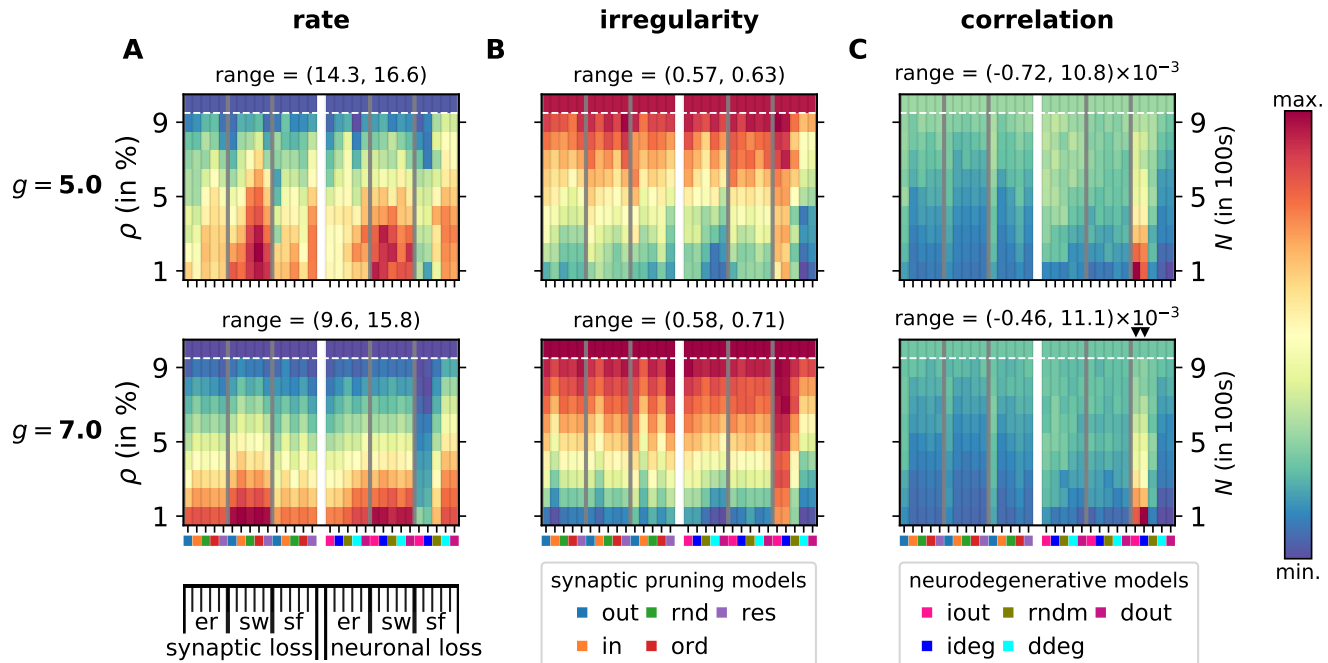 rate
irregularity
correlation
A
B
C
range = (14.3, 16.6)
range = (0.57, 0.63)
range = (-0.72, 10.8)×10⁻³
max.
g = 5.0
ρ (in %)
9
5
1
9
5
1
N (in 100s)
range = (9.6, 15.8)
range = (0.58, 0.71)
range = (-0.46, 11.1)×10⁻³
g = 7.0
ρ (in %)
9
5
1
9
5
1
N (in 100s)
min.
er sw sf er sw sf
synaptic loss neuronal loss
synaptic pruning models
out rnd res
in ord
neurodegenerative models
iout rndm dout
ideg ddeg